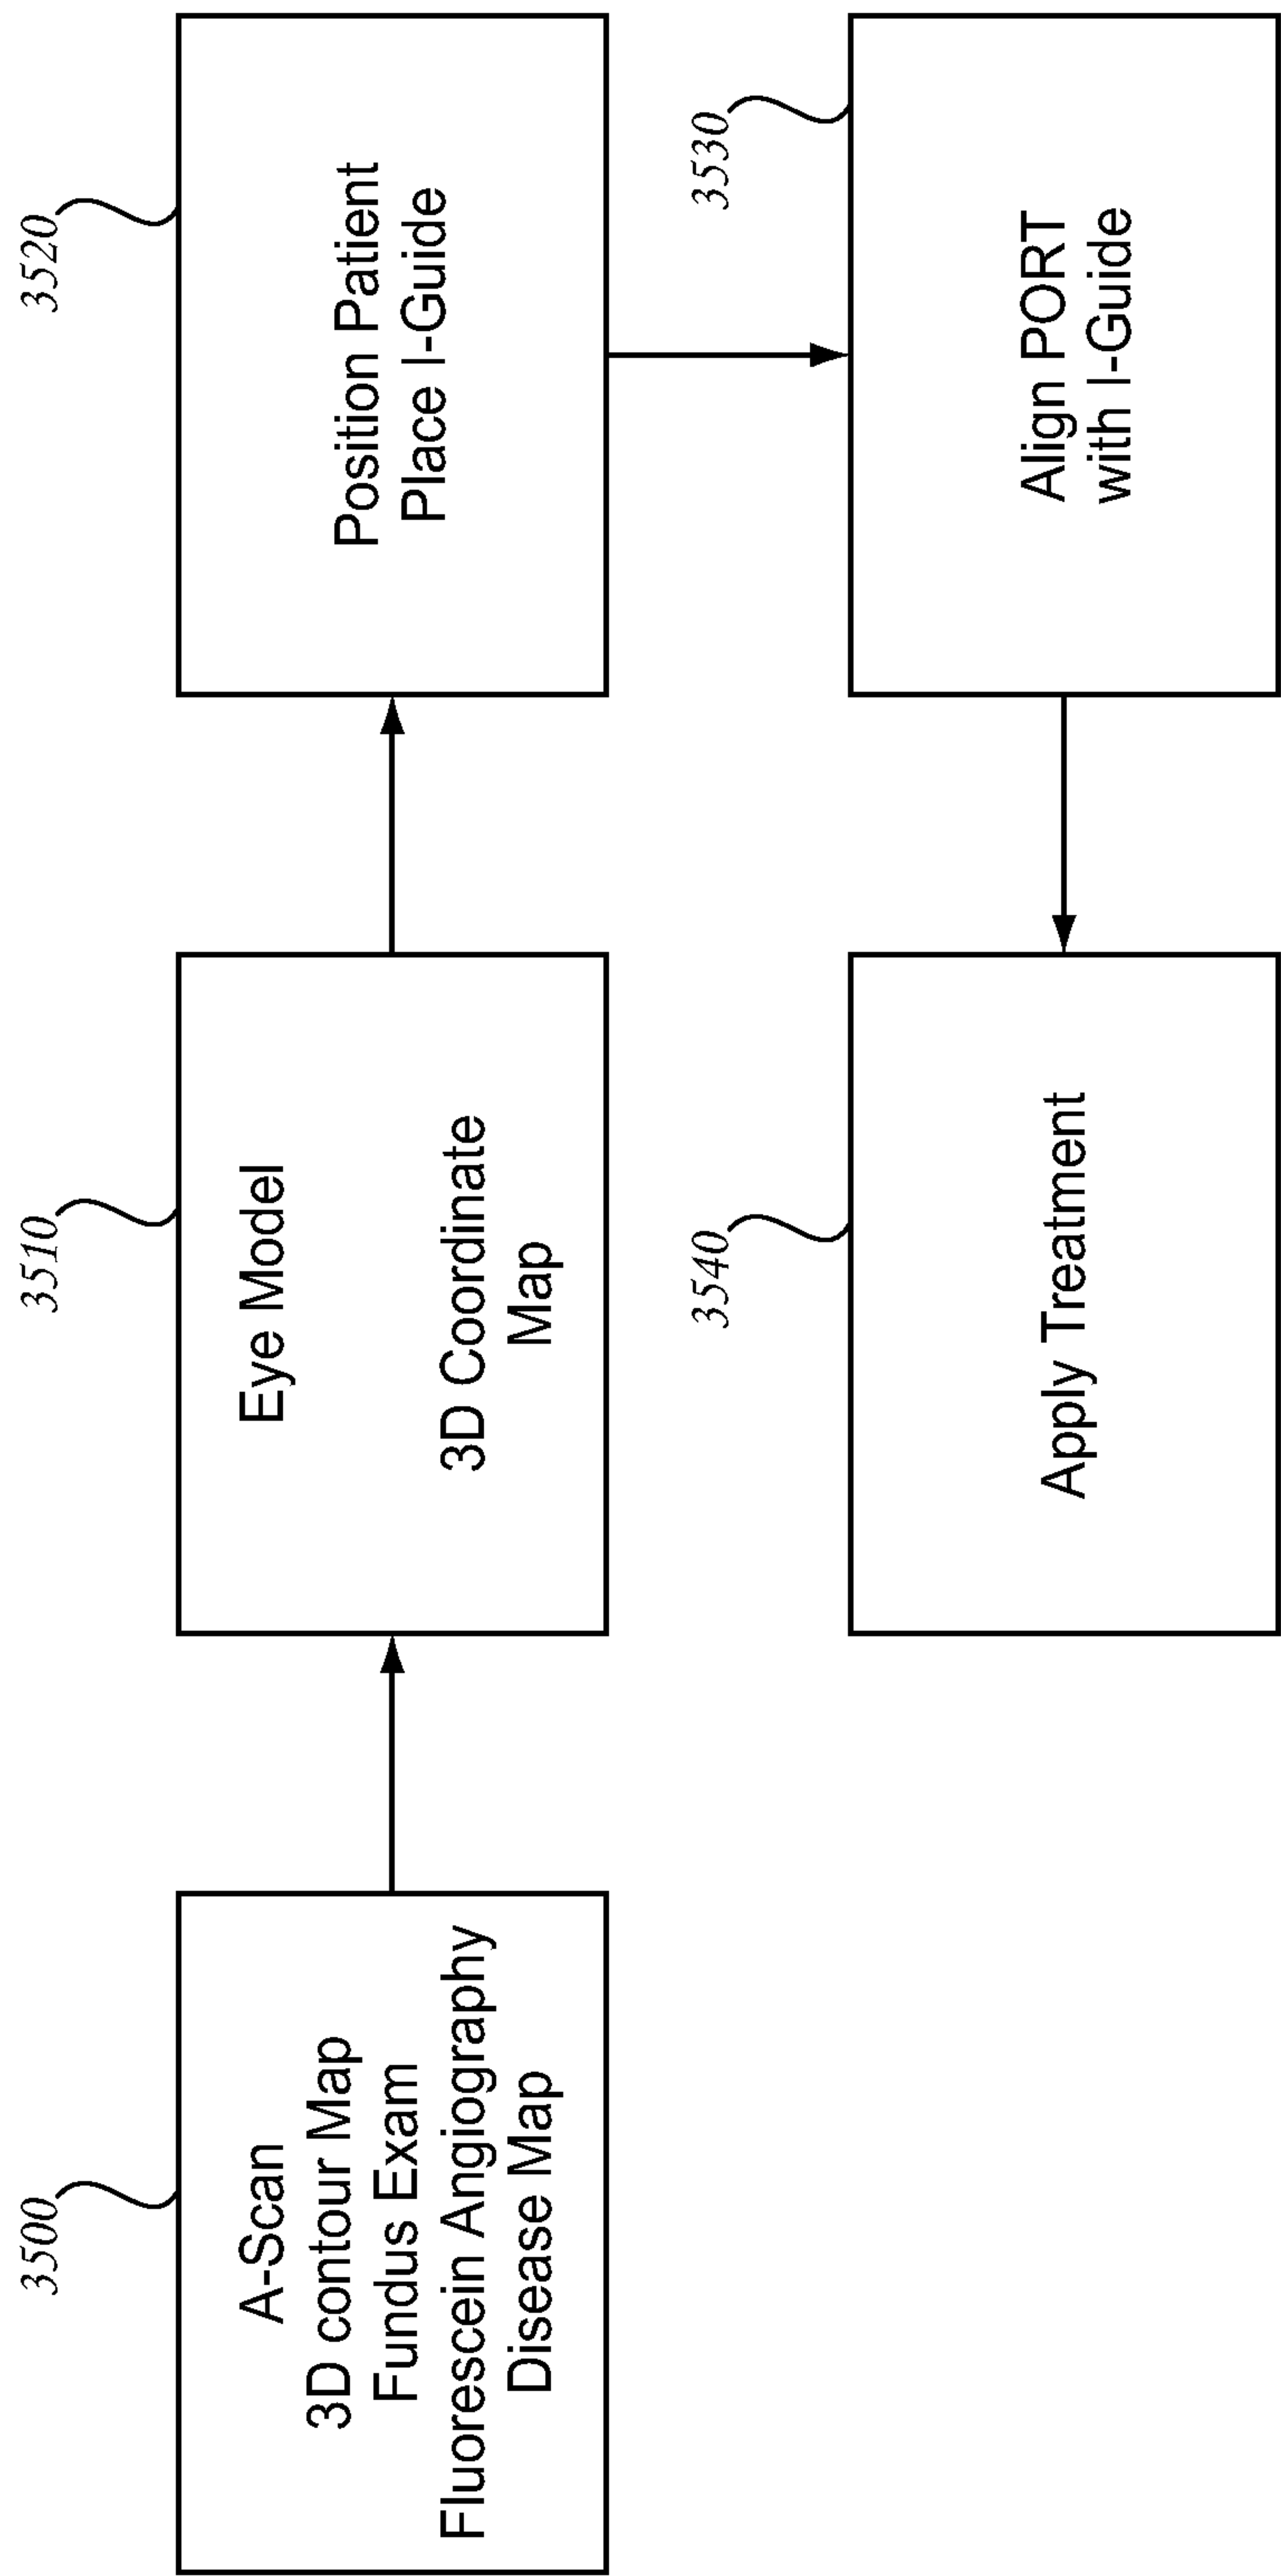 3500
A-Scan
3D contour Map
Fundus Exam
Fluorescein Angiography
Disease Map
3510
Eye Model
3D Coordinate
Map
3520
Position Patient
Place I-Guide
3530
Align PORT
with I-Guide
3540
Apply Treatment